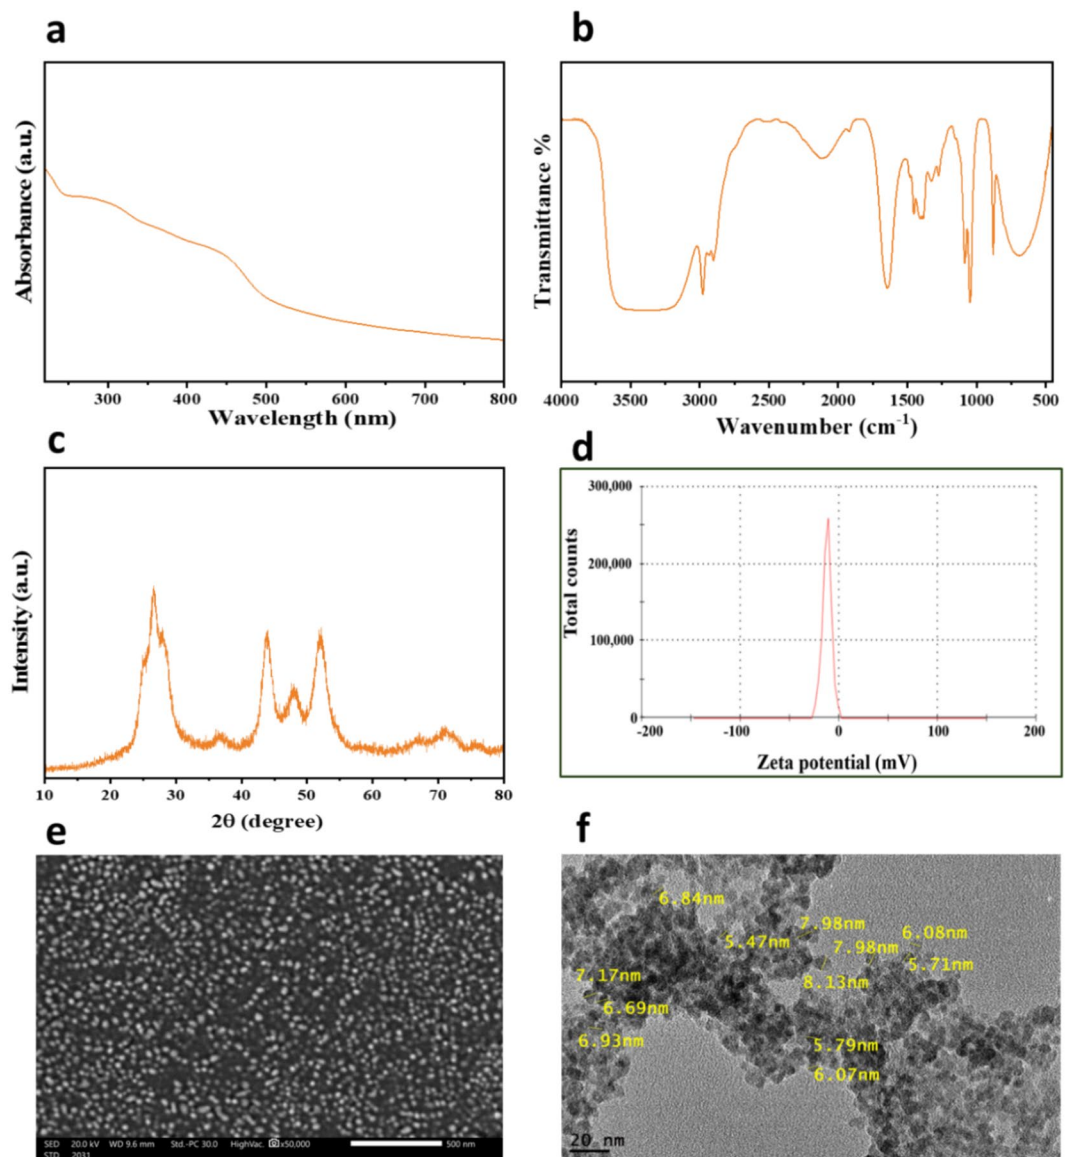 a
Absorbance (a.u.)
300 400 500 600 700 800
Wavelength (nm)
b
Transmittance %
4000 3500 3000 2500 2000 1500 1000 500
Wavenumber (cm⁻¹)
c
Intensity (a.u.)
10 20 30 40 50 60 70 80
2θ (degree)
d
Total counts
300,000
200,000
100,000
0
-200 -100 0 100 200
Zeta potential (mV)
e
SED 20.0 kV WD 9.6 mm Std.-PC 30.0 HighVac. x50,000 500 nm
STD 2031
f
6.84nm
7.98nm
6.08nm
5.47nm
7.98nm
5.71nm
7.17nm
8.13nm
6.69nm
6.93nm
5.79nm
6.07nm
20 nm